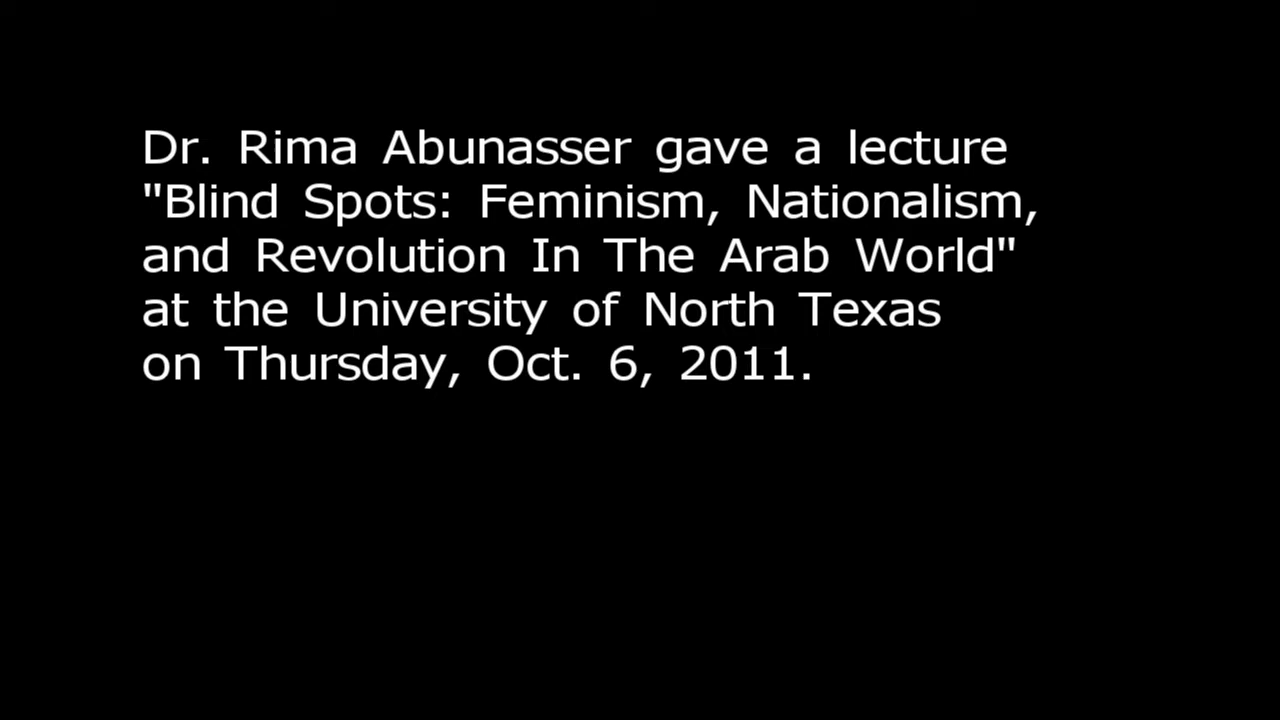 Dr. Rima Abunasser gave a lecture
"Blind Spots: Feminism, Nationalism,
and Revolution In The Arab World"
at the University of North Texas
on Thursday, Oct. 6, 2011.